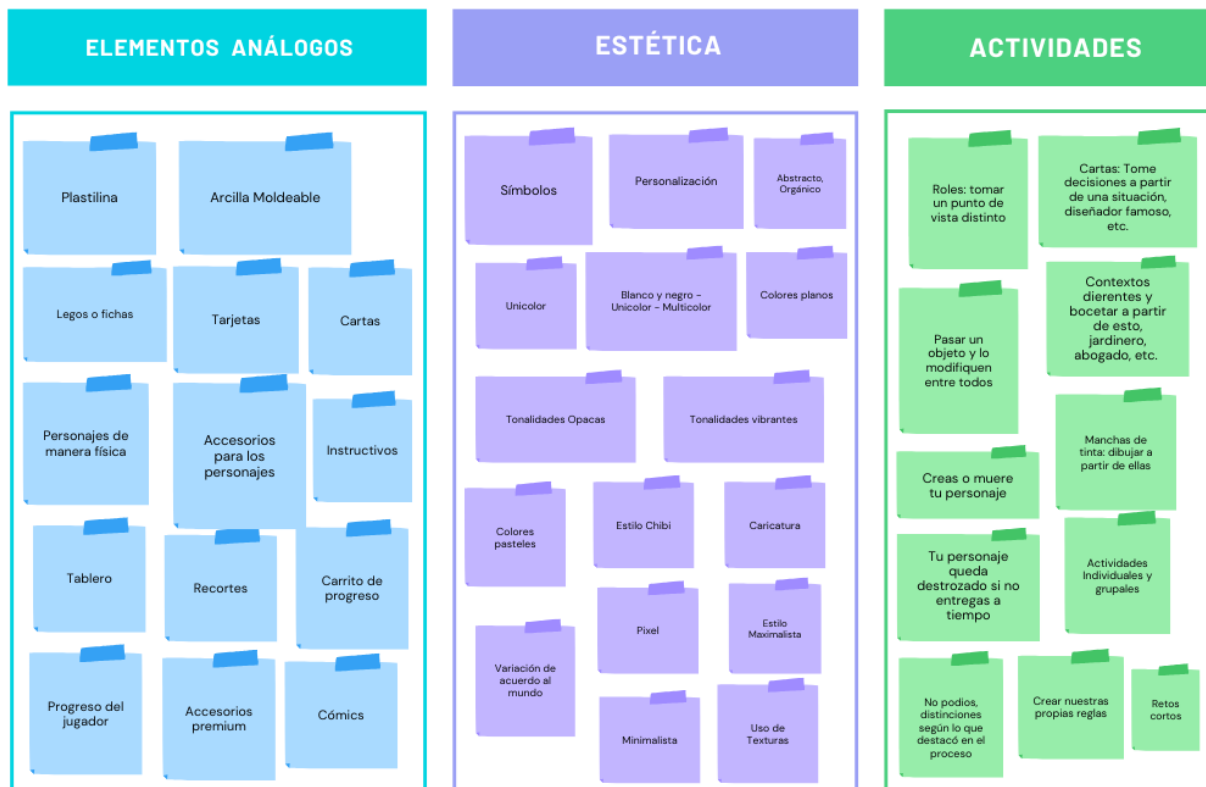 ELEMENTOS ANÁLOGOS
Plastilina
Arcilla Moldeable
Legos o fichas
Tarjetas
Cartas
Personajes de
manera física
Accesorios
para los
personajes
Instructivos
Tablero
Recortes
Carrito de
progreso
Progreso del
jugador
Accesorios
premium
Cómics
ESTÉTICA
Símbolos
Personalización
Abstracto,
Orgánico
Unicolor
Blanco y negro -
Unicolor - Multicolor
Colores planos
Tonalidades Opacas
Tonalidades vibrantes
Colores
pasteles
Estilo Chibi
Caricatura
Pixel
Estilo
Maximalista
Variación de
acuerdo al
mundo
Minimalista
Uso de
Texturas
ACTIVIDADES
Roles: tomar
un punto de
vista distinto
Cartas: Tome
decisiones a partir
de una situación,
diseñador famoso,
etc.
Pasar un
objeto y lo
modifiquen
entre todos
Contextos
dierentes y
bocetar a partir
de esto,
jardinero,
abogado, etc.
Manchas de
tinta: dibujar a
partir de ellas
Creas o muere
tu personaje
Tu personaje
queda
destrozado si no
entregas a
tiempo
Actividades
Individuales y
grupales
No podios,
distinciones
según lo que
destacó en el
proceso
Crear nuestras
propias reglas
Retos
cortos